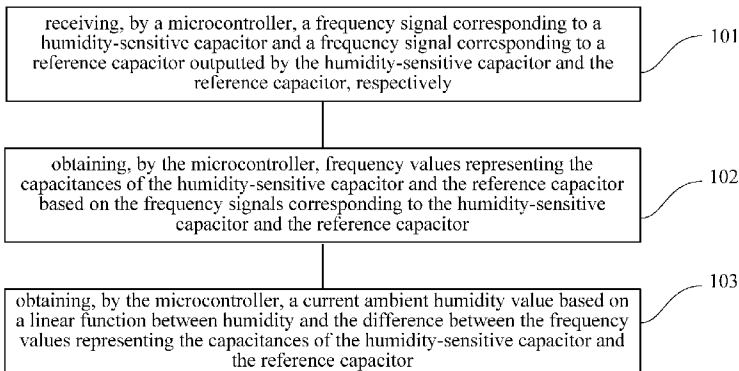 receiving, by a microcontroller, a frequency signal corresponding to a
humidity-sensitive capacitor and a frequency signal corresponding to a
reference capacitor outputted by the humidity-sensitive capacitor and the
reference capacitor, respectively
101
obtaining, by the microcontroller, frequency values representing the
capacitances of the humidity-sensitive capacitor and the reference capacitor
based on the frequency signals corresponding to the humidity-sensitive
capacitor and the reference capacitor
102
obtaining, by the microcontroller, a current ambient humidity value based on
a linear function between humidity and the difference between the frequency
values representing the capacitances of the humidity-sensitive capacitor and
the reference capacitor
103